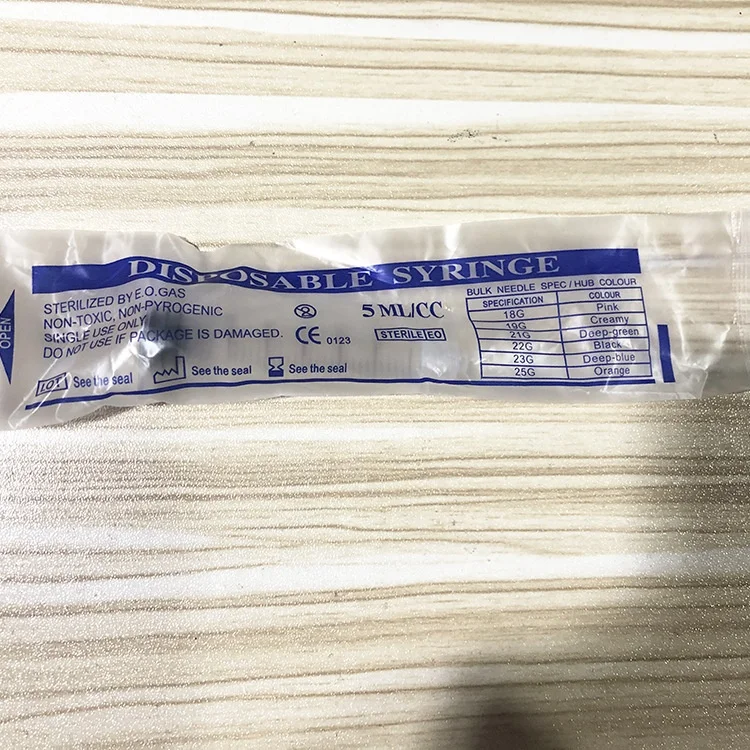 OPEN
DISPOSABLE SYRINGE
STERILIZED BY E.O.GAS
NON-TOXIC, NON-PYROGENIC
SINGLE USE ONLY
DO NOT USE IF PACKAGE IS DAMAGED.
LOT See the seal
See the seal
See the seal
2
5 ML/CC
CE 0123
STERILE EO
BULK NEEDLE SPEC / HUB COLOUR
SPECIFICATION COLOUR
18G Pink
19G Creamy
21G Deep-green
22G Black
23G Deep-blue
25G Orange